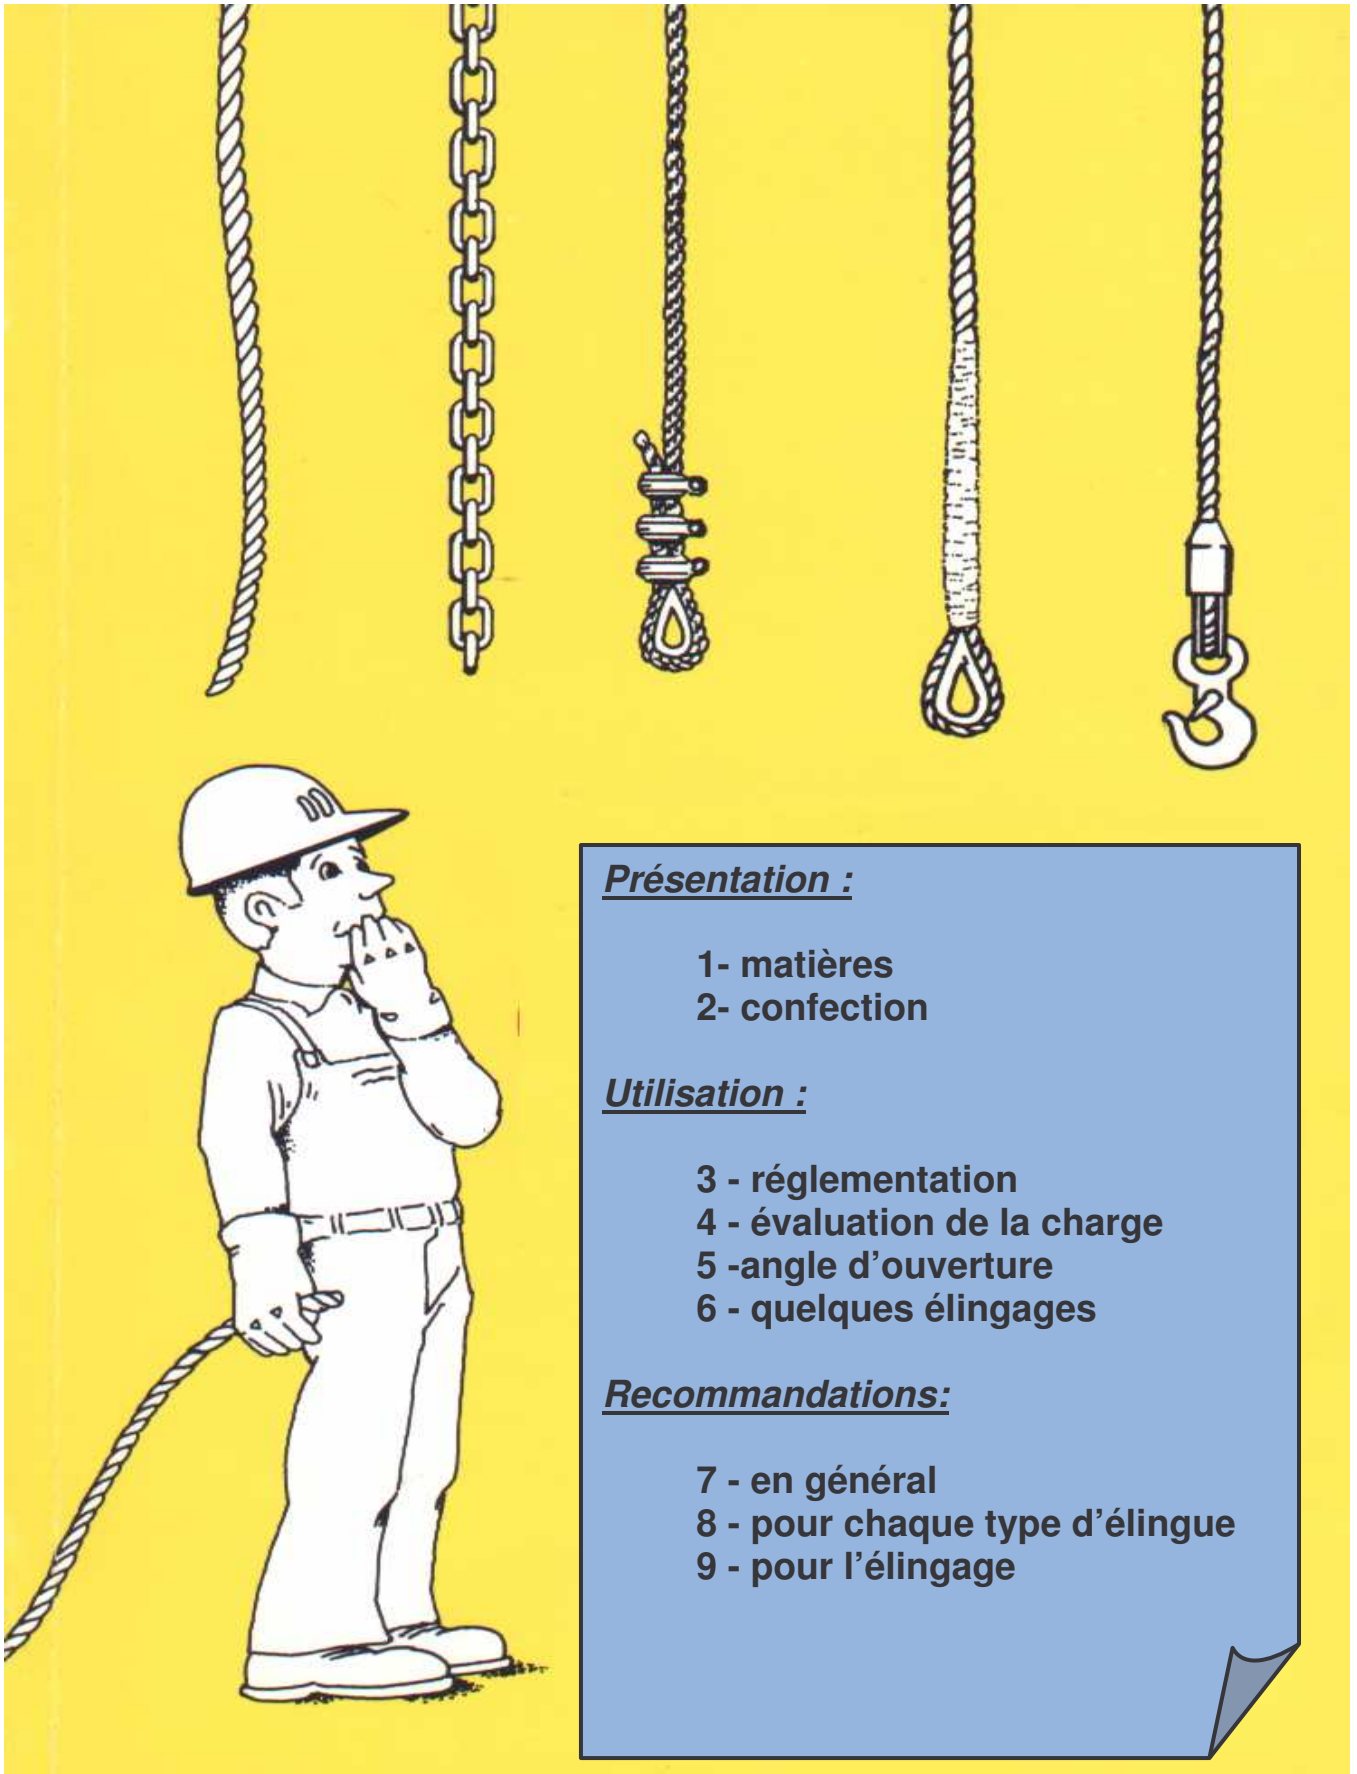 Présentation :
1- matières
2- confection
Utilisation :
3 - réglementation
4 - évaluation de la charge
5 -angle d’ouverture
6 - quelques élingages
Recommandations:
7 - en général
8 - pour chaque type d’élingue
9 - pour l’élingage